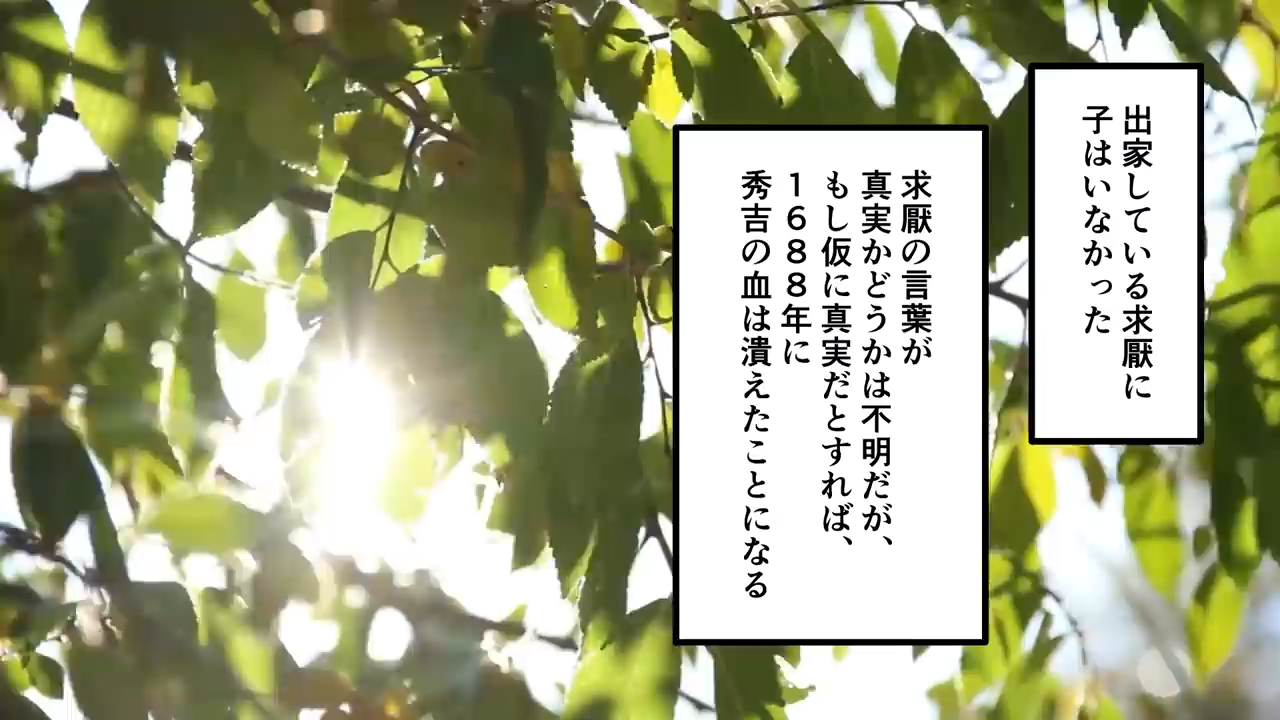 出家している求厭に
子はいなかった
求厭の言葉が
真実かどうかは不明だが、
もし仮に真実だとすれば、
１６８８年に
秀吉の血は潰えたことになる